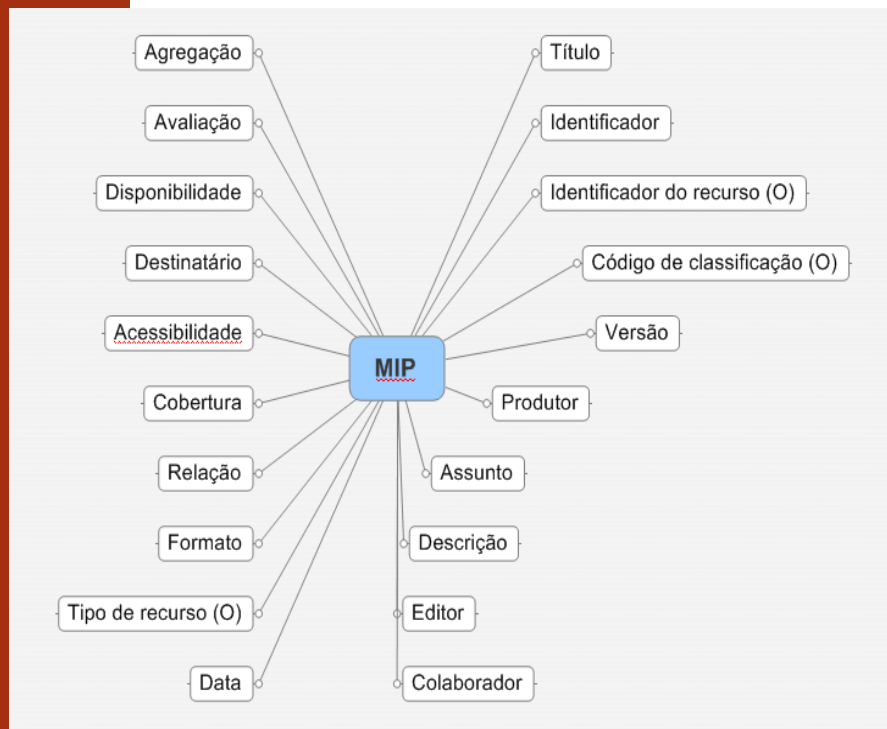 Agregação
Avaliação
Disponibilidade
Destinatário
Acessibilidade
Cobertura
Relação
Formato
Tipo de recurso (O)
Data
MIP
Título
Identificador
Identificador do recurso (O)
Código de classificação (O)
Versão
Produtor
Assunto
Descrição
Editor
Colaborador